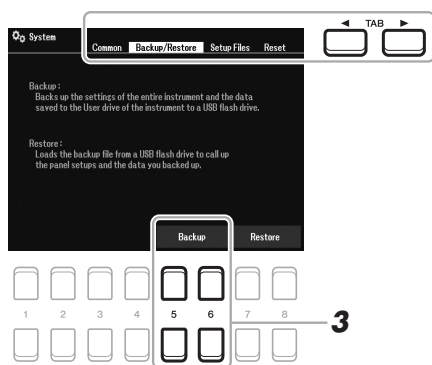 ◀ TAB ▶
System
Common Backup/Restore Setup Files Reset
Backup :
Backs up the settings of the entire instrument and the data
saved to the User drive of the instrument to a USB flash drive.
Restore :
Loads the backup file from a USB flash drive to call up
the panel setups and the data you backed up.
Backup Restore
1 2 3 4 5 6 7 8
3